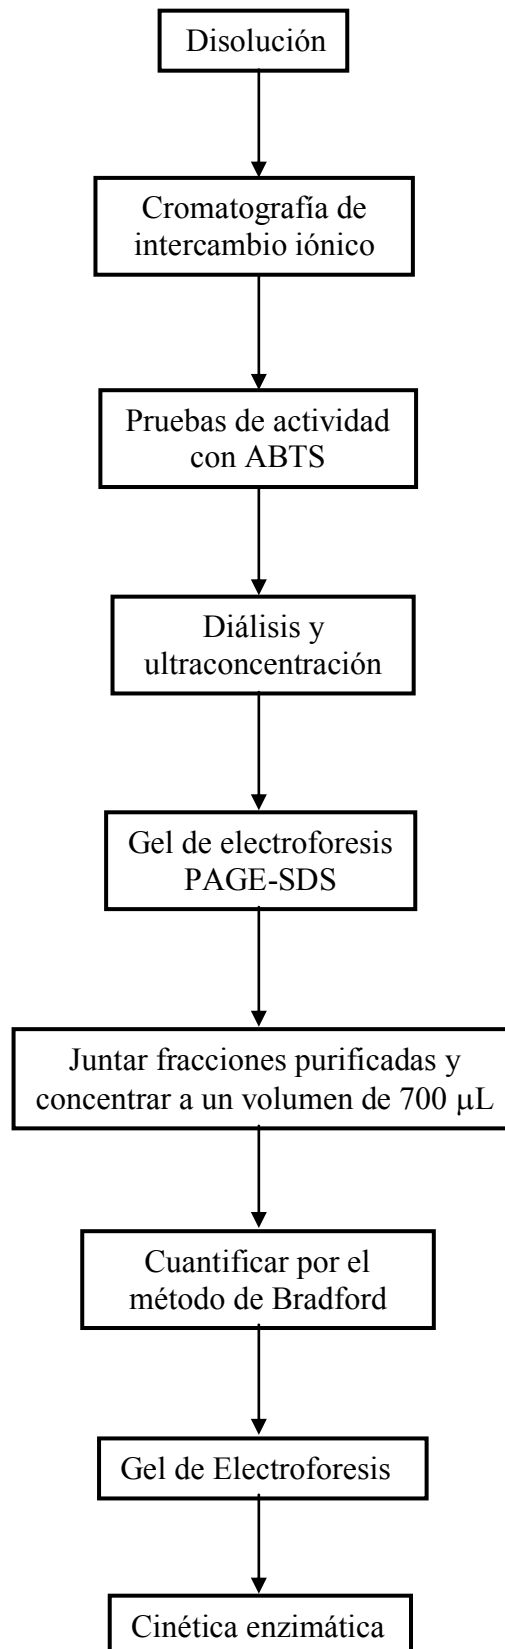 Disolución
Cromatografía de
intercambio iónico
Pruebas de actividad
con ABTS
Diálisis y
ultraconcentración
Gel de electroforesis
PAGE-SDS
Juntar fracciones purificadas y
concentrar a un volumen de 700 μL
Cuantificar por el
método de Bradford
Gel de Electroforesis
Cinética enzimática